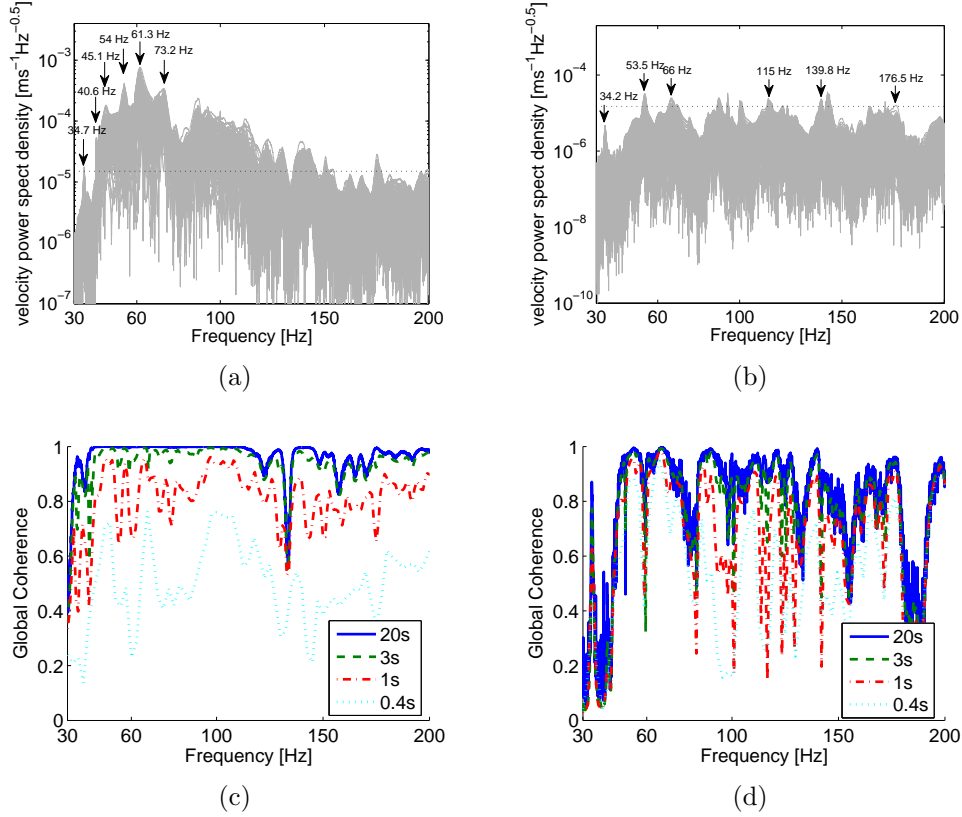 velocity power spect density [ms⁻¹Hz⁻⁰·⁵]
10⁻³
10⁻⁴
10⁻⁵
10⁻⁶
10⁻⁷
34.7 Hz
40.6 Hz
45.1 Hz
54 Hz
61.3 Hz
73.2 Hz
30 60 100 150 200
Frequency [Hz]
(a)
velocity power spect density [ms⁻¹Hz⁻⁰·⁵]
10⁻⁴
10⁻⁶
10⁻⁸
10⁻¹⁰
34.2 Hz
53.5 Hz
66 Hz
115 Hz
139.8 Hz
176.5 Hz
30 60 100 150 200
Frequency [Hz]
(b)
Global Coherence
1
0.8
0.6
0.4
0.2
0
30 60 100 150 200
Frequency [Hz]
20s
3s
1s
0.4s
(c)
Global Coherence
1
0.8
0.6
0.4
0.2
0
30 60 100 150 200
Frequency [Hz]
20s
3s
1s
0.4s
(d)